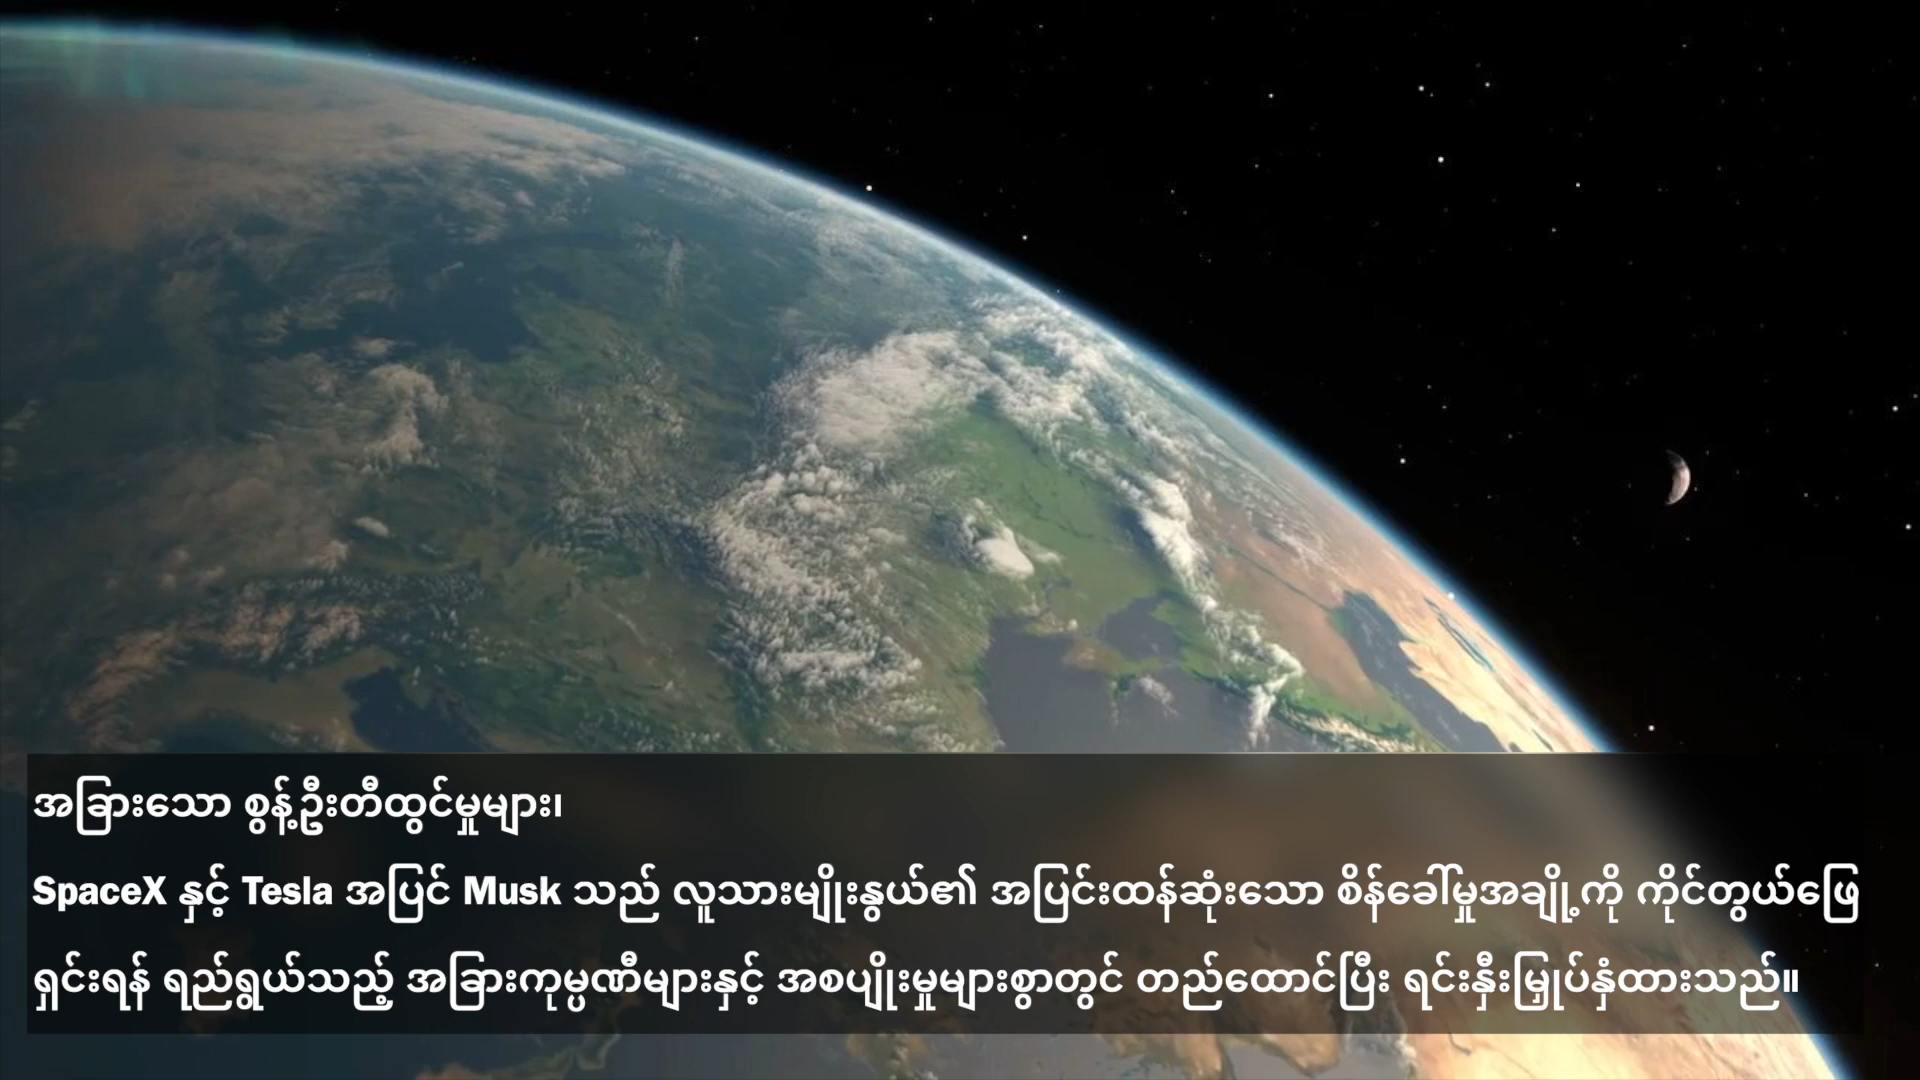 အခြားသော စွန့်ဦးတီထွင်မှုများ၊
SpaceX နှင့် Tesla အပြင် Musk သည် လူသားမျိုးနွယ်၏ အပြင်းထန်ဆုံးသော စိန်ခေါ်မှုအချို့ကို ကိုင်တွယ်ဖြေ
ရှင်းရန် ရည်ရွယ်သည့် အခြားကုမ္ပဏီများနှင့် အစပျိုးမှုများစွာတွင် တည်ထောင်ပြီး ရင်းနှီးမြှုပ်နှံထားသည်။